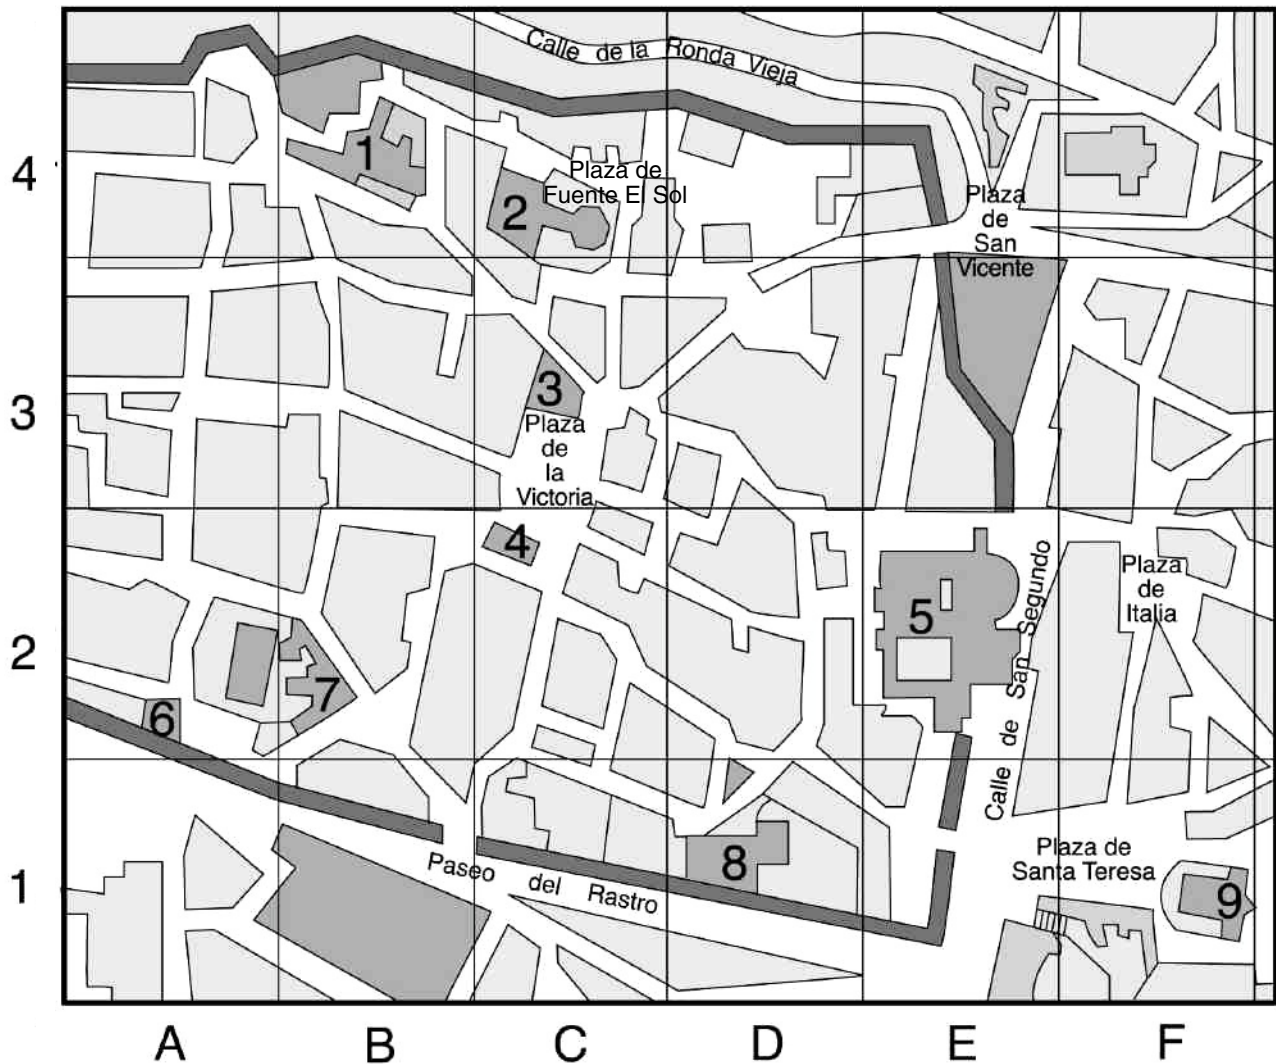 Calle de la Ronda Vieja
4
1
Plaza de
Fuente El Sol
2
Plaza
de
San
Vicente
3
3
Plaza
de
la
Victoria
4
Calle de San Segundo
Plaza
de
Italia
5
2
7
6
Plaza de
Santa Teresa
8
Paseo del Rastro
1
9
A B C D E F